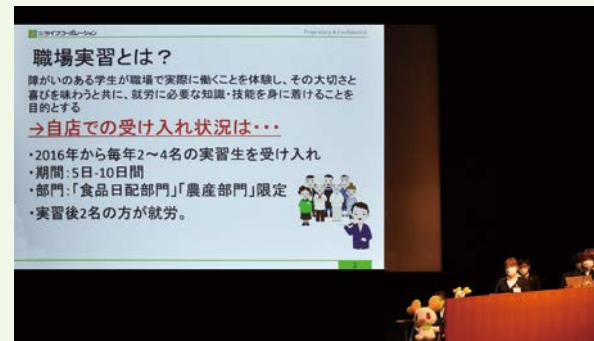 ライフコーポレーション
Proprietary & Confidential
職場実習とは？
障がいのある学生が職場で実際に働くことを体験し、その大切さと
喜びを味わうと共に、就労に必要な知識・技能を身に着けることを
目的とする
→自店での受け入れ状況は・・・
・2016年から毎年2～4名の実習生を受け入れ
・期間：5日-10日間
・部門：「食品日配部門」「農産部門」限定
・実習後2名の方が就労。
2